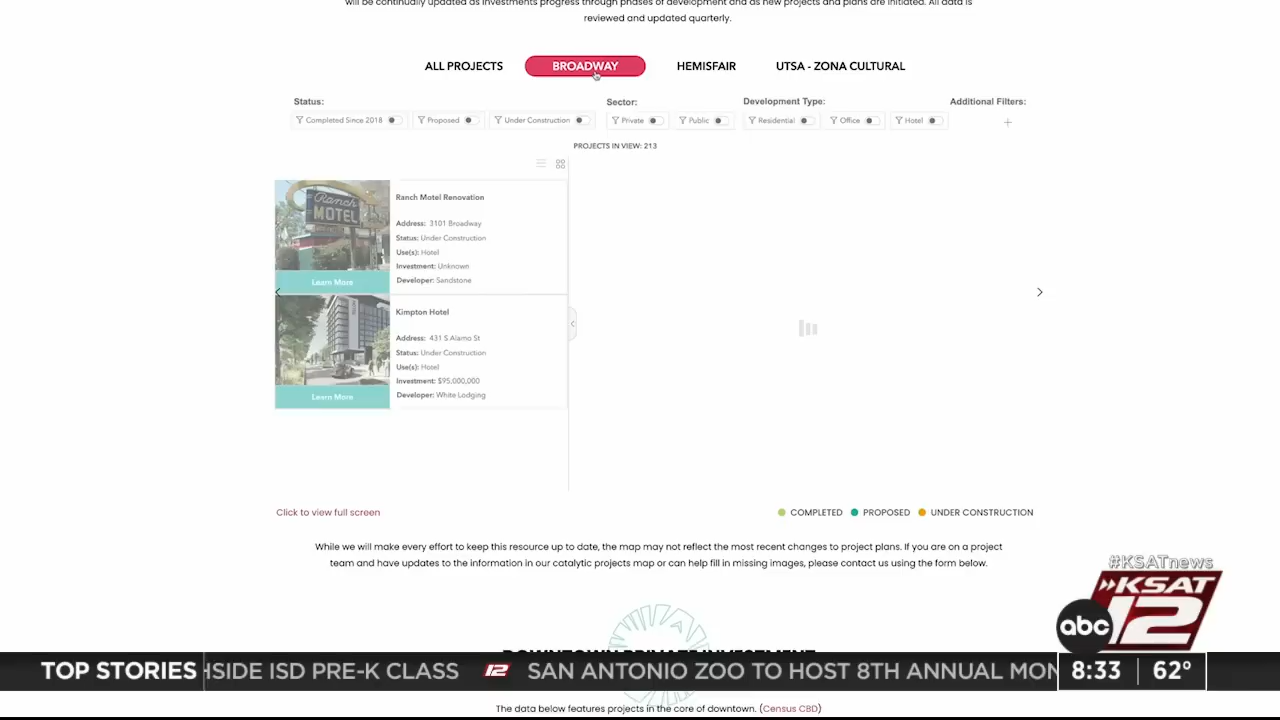 will be continually updated as investments progress through phases of development and as new projects and plans are initiated. All data is
reviewed and updated quarterly.
ALL PROJECTS BROADWAY HEMISFAIR UTSA - ZONA CULTURAL
Status: Sector: Development Type: Additional Filters:
Completed Since 2018 Proposed Under Construction Private Public Residential Office Hotel +
PROJECTS IN VIEW: 213
Ranch MOTEL
Ranch Motel Renovation
Address: 3101 Broadway
Status: Under Construction
Use(s): Hotel
Investment: Unknown
Developer: Sandstone
Learn More
Kimpton Hotel
Address: 431 S Alamo St
Status: Under Construction
Use(s): Hotel
Investment: $95,000,000
Developer: White Lodging
Learn More
Click to view full screen
COMPLETED PROPOSED UNDER CONSTRUCTION
While we will make every effort to keep this resource up to date, the map may not reflect the most recent changes to project plans. If you are on a project
team and have updates to the information in our catalytic projects map or can help fill in missing images, please contact us using the form below.
#KSATnews
KSAT
abc 12
DOWNTOWN PRIVATE INVESTMENT
TOP STORIES HSIDE ISD PRE-K CLASS 12 SAN ANTONIO ZOO TO HOST 8TH ANNUAL MON 8:33 62°
The data below features projects in the core of downtown. (Census CBD)